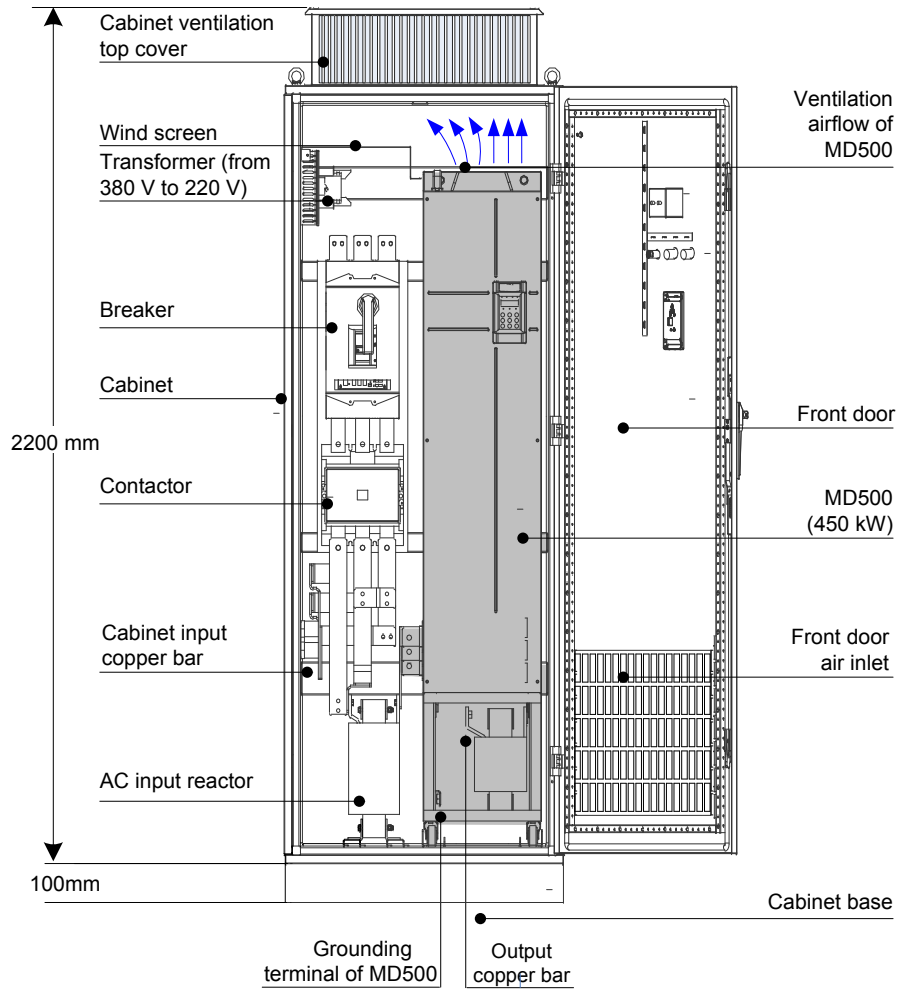 Cabinet ventilation
top cover
Wind screen
Transformer (from
380 V to 220 V)
Breaker
Cabinet
2200 mm
Contactor
Cabinet input
copper bar
AC input reactor
100mm
Grounding
terminal of MD500
Output
copper bar
Ventilation
airflow of
MD500
Front door
MD500
(450 kW)
Front door
air inlet
Cabinet base